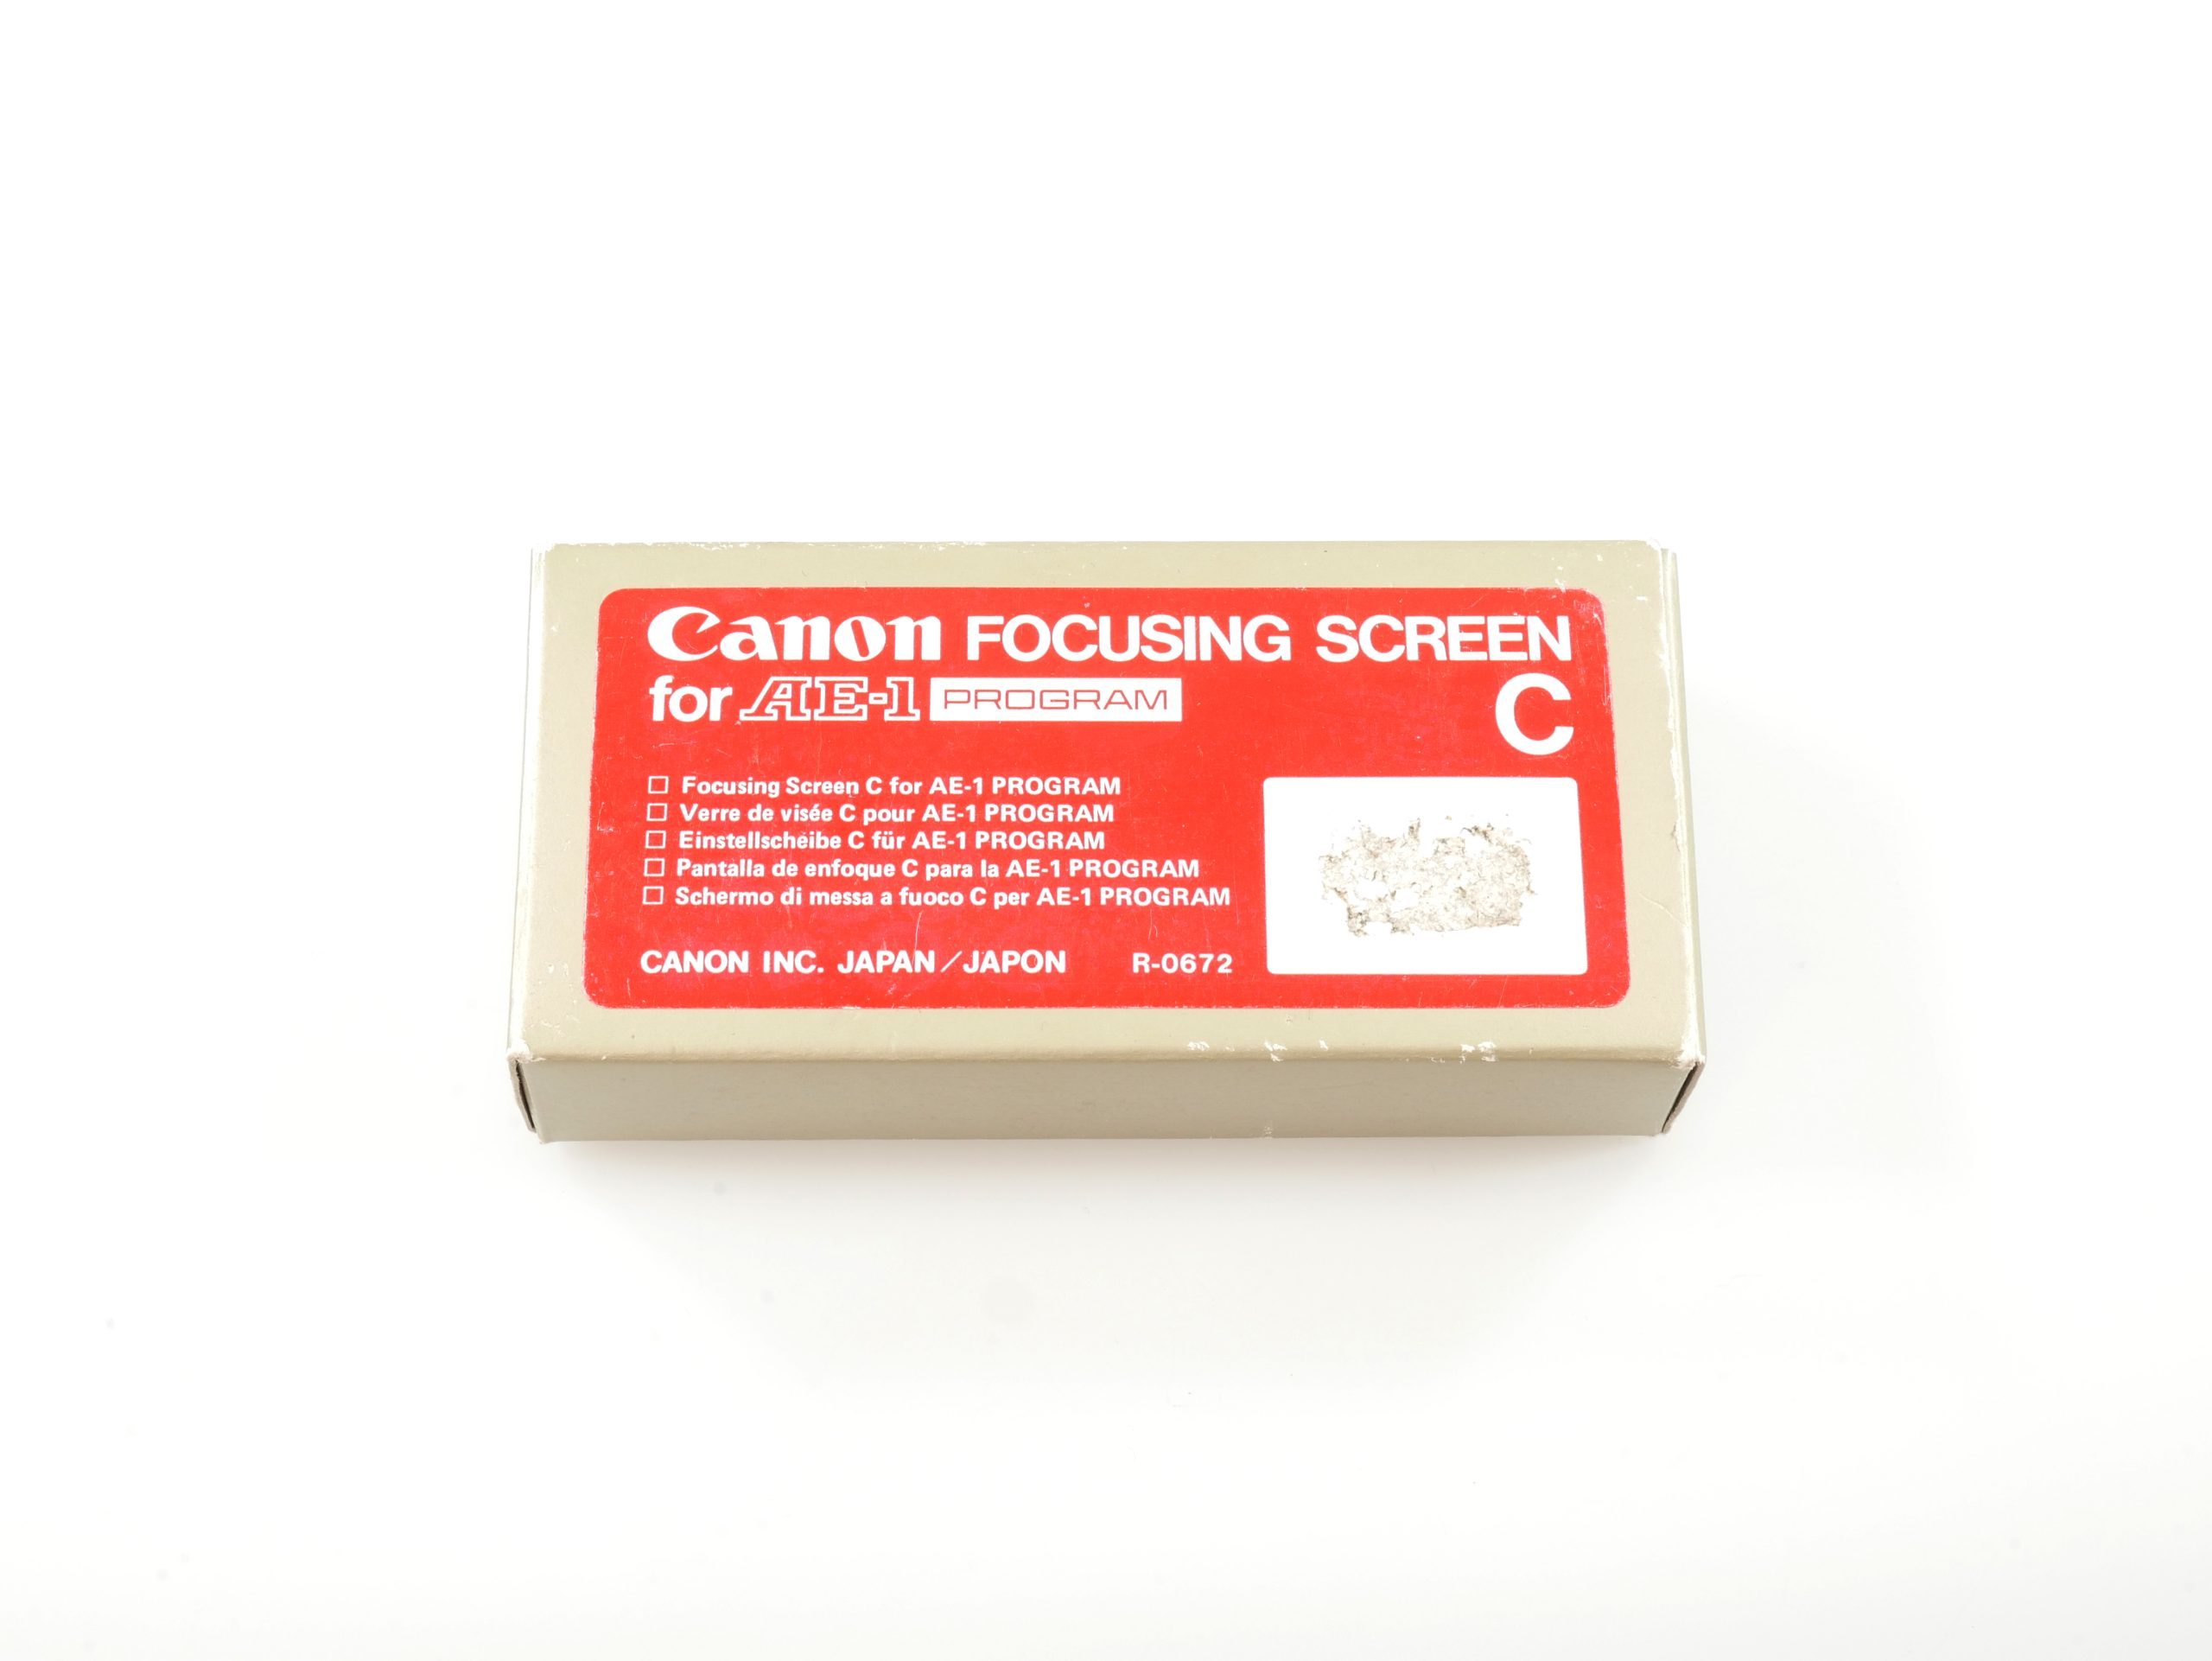 Canon FOCUSING SCREEN
for AE-1 PROGRAM C
□ Focusing Screen C for AE-1 PROGRAM
□ Verre de visée C pour AE-1 PROGRAM
□ Einstellscheibe C für AE-1 PROGRAM
□ Pantalla de enfoque C para la AE-1 PROGRAM
□ Schermo di messa a fuoco C per AE-1 PROGRAM
CANON INC. JAPAN/JAPON R-0672